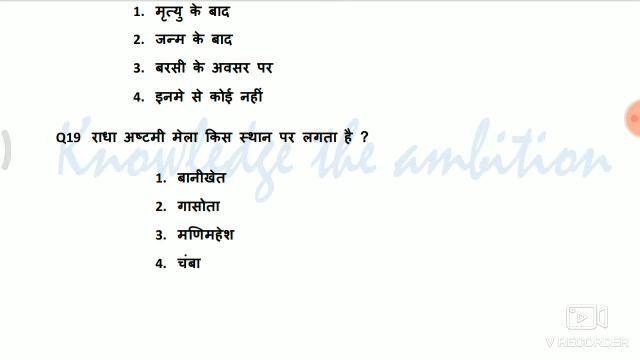 1. मृत्यु के बाद
2. जन्म के बाद
3. बरसी के अवसर पर
4. इनमे से कोई नहीं
Q19 राधा अष्टमी मेला किस स्थान पर लगता है ?
Knowledge the ambition
1. बानीखेत
2. गासोता
3. मणिमहेश
4. चंबा
V RECORDER